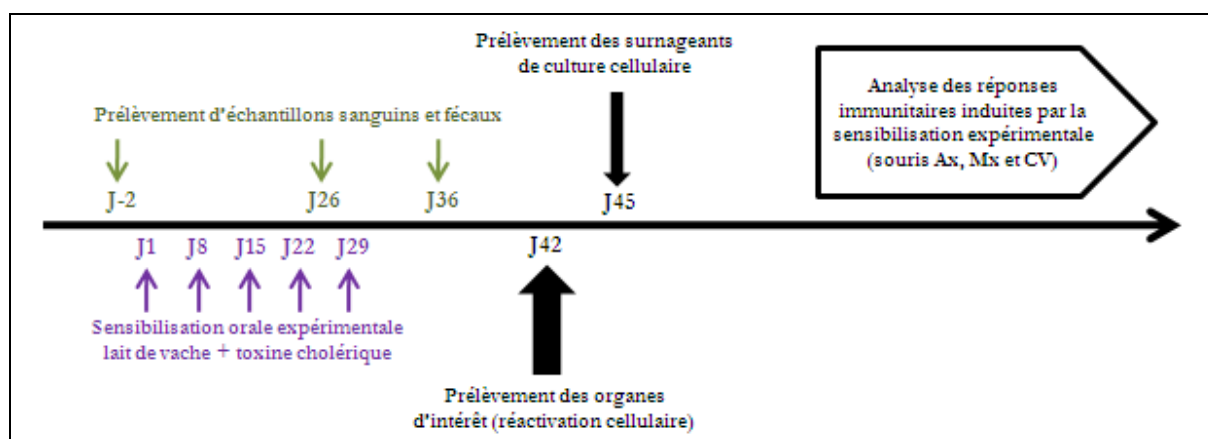 Prélèvement des surnageants
de culture cellulaire
Analyse des réponses
immunitaires induites par la
sensibilisation expérimentale
(souris Ax, Mx et CV)
Prélèvement d'échantillons sanguins et fécaux
J-2 J26 J36 J45
J1 J8 J15 J22 J29 J42
Sensibilisation orale expérimentale
lait de vache + toxine cholérique
Prélèvement des organes
d'intérêt (réactivation cellulaire)